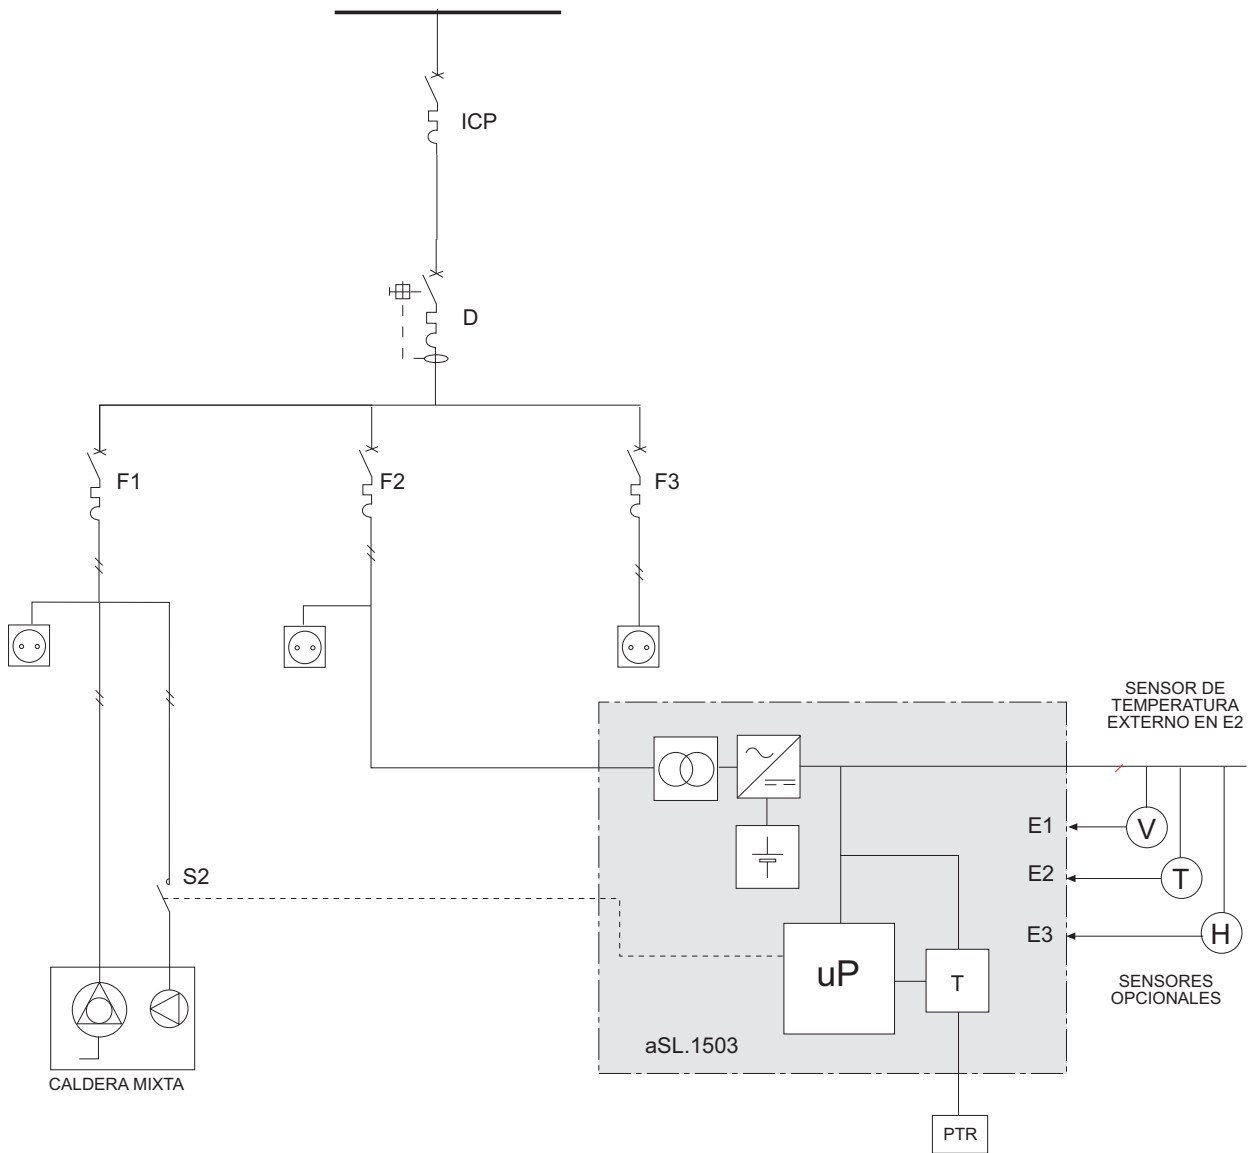 ICP
D
F1
F2
F3
SENSOR DE
TEMPERATURA
EXTERNO EN E2
E1
V
S2
E2
T
E3
H
uP
T
SENSORES
OPCIONALES
aSL.1503
CALDERA MIXTA
PTR